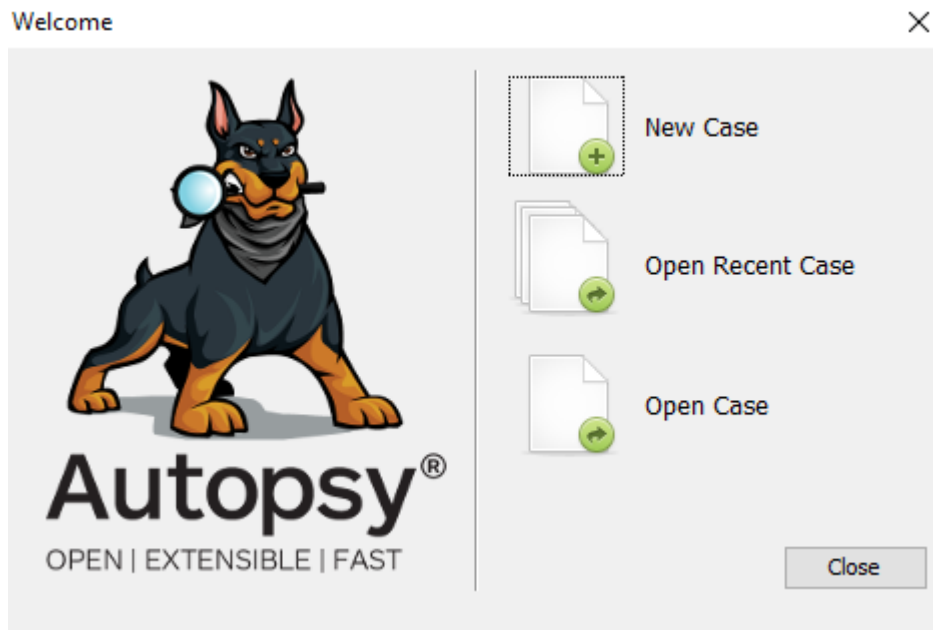 Welcome
New Case
Open Recent Case
Open Case
Autopsy®
OPEN | EXTENSIBLE | FAST
Close